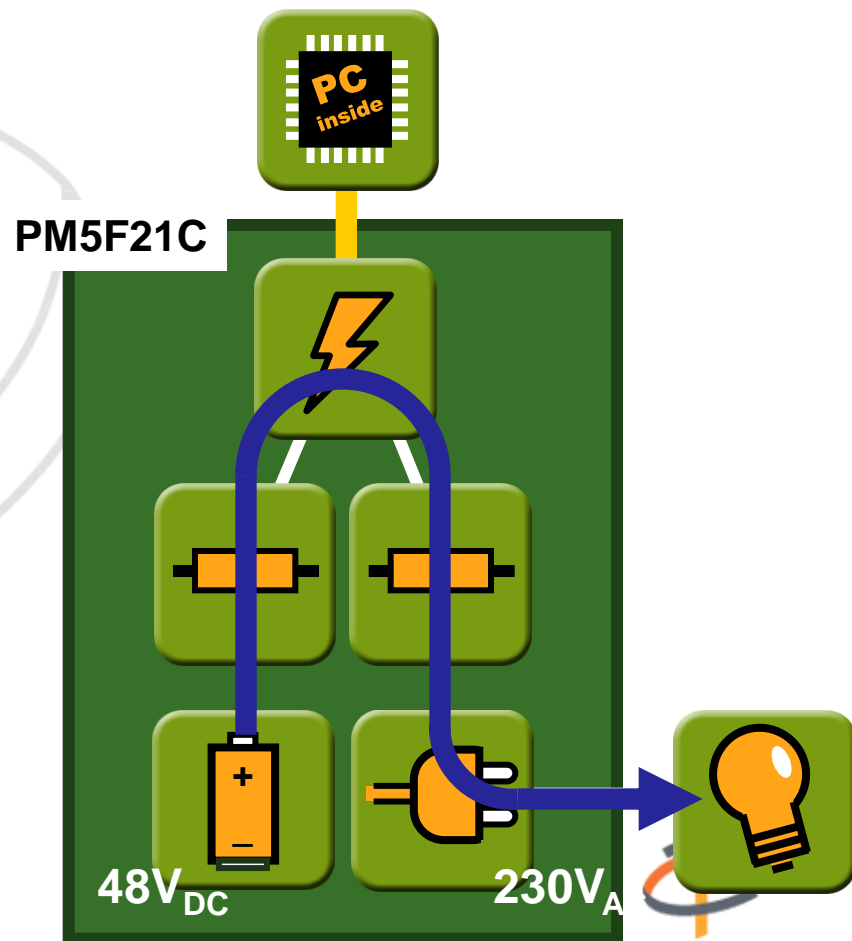 PC
inside
PM5F21C
+
–
48VDC
230VA